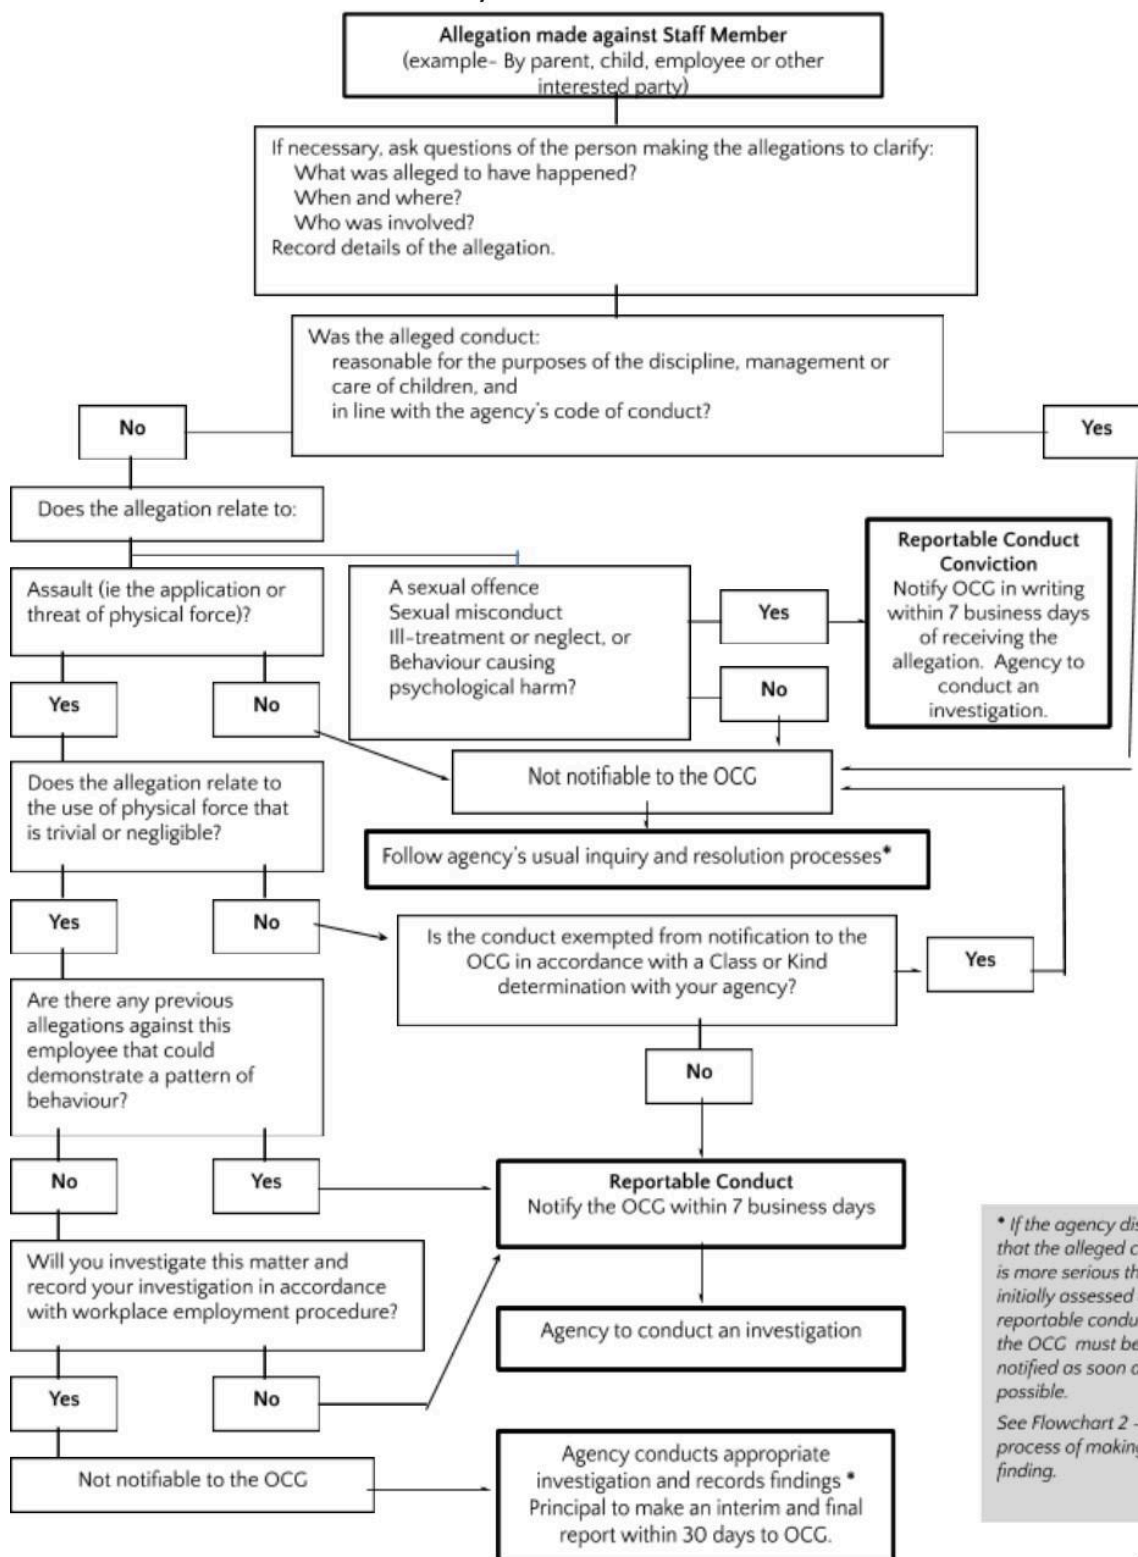 Allegation made against Staff Member
(example- By parent, child, employee or other
interested party)
If necessary, ask questions of the person making the allegations to clarify:
What was alleged to have happened?
When and where?
Who was involved?
Record details of the allegation.
Was the alleged conduct:
reasonable for the purposes of the discipline, management or
care of children, and
in line with the agency's code of conduct?
No
Yes
Does the allegation relate to:
Assault (ie the application or
threat of physical force)?
A sexual offence
Sexual misconduct
Ill-treatment or neglect, or
Behaviour causing
psychological harm?
Yes
No
Reportable Conduct
Conviction
Notify OCG in writing
within 7 business days
of receiving the
allegation. Agency to
conduct an
investigation.
Yes
No
Not notifiable to the OCG
Follow agency's usual inquiry and resolution processes*
Does the allegation relate to
the use of physical force that
is trivial or negligible?
Yes
No
Is the conduct exempted from notification to the
OCG in accordance with a Class or Kind
determination with your agency?
Yes
No
Are there any previous
allegations against this
employee that could
demonstrate a pattern of
behaviour?
No
Yes
Reportable Conduct
Notify the OCG within 7 business days
Agency to conduct an investigation
Will you investigate this matter and
record your investigation in accordance
with workplace employment procedure?
Yes
No
Not notifiable to the OCG
Agency conducts appropriate
investigation and records findings *
Principal to make an interim and final
report within 30 days to OCG.
* If the agency
that the alleged
is more serious
initially assessed
reportable
the OCG must be
notified as soon
possible.
See Flowchart 2 -
process of making
finding.